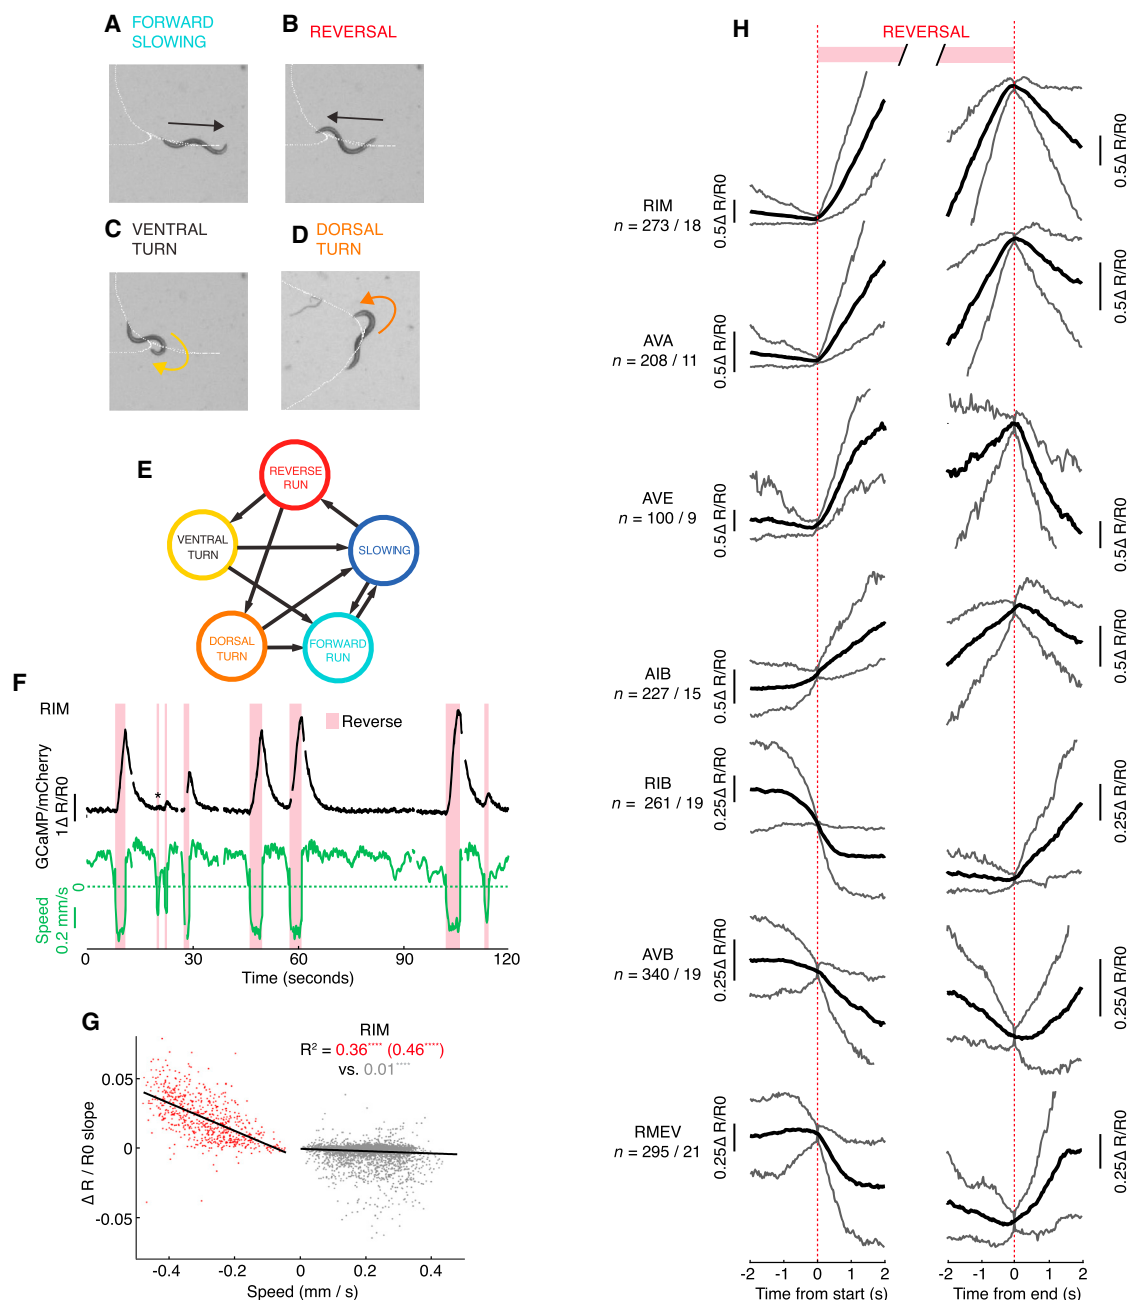 A
FORWARD
SLOWING
B
REVERSAL
C
VENTRAL
TURN
D
DORSAL
TURN
E
REVERSE
RUN
VENTRAL
TURN
SLOWING
DORSAL
TURN
FORWARD
RUN
F
RIM
Reverse
*
GCaMP/mCherry
1Δ R/R0
0
Speed
0.2 mm/s
0 30 60 90 120
Time (seconds)
G
RIM
R² = 0.36**** (0.46****)
vs. 0.01****
0.05
0
-0.05
Δ R / R0 slope
-0.4 -0.2 0 0.2 0.4
Speed (mm / s)
H
REVERSAL
RIM
n = 273 / 18
0.5Δ R/R0
0.5Δ R/R0
AVA
n = 208 / 11
0.5Δ R/R0
0.5Δ R/R0
AVE
n = 100 / 9
0.5Δ R/R0
0.5Δ R/R0
AIB
n = 227 / 15
0.5Δ R/R0
0.5Δ R/R0
RIB
n = 261 / 19
0.25Δ R/R0
0.25Δ R/R0
AVB
n = 340 / 19
0.25Δ R/R0
0.25Δ R/R0
RMEV
n = 295 / 21
0.25Δ R/R0
0.25Δ R/R0
-2 -1 0 1 2
Time from start (s)
-2 -1 0 1 2
Time from end (s)